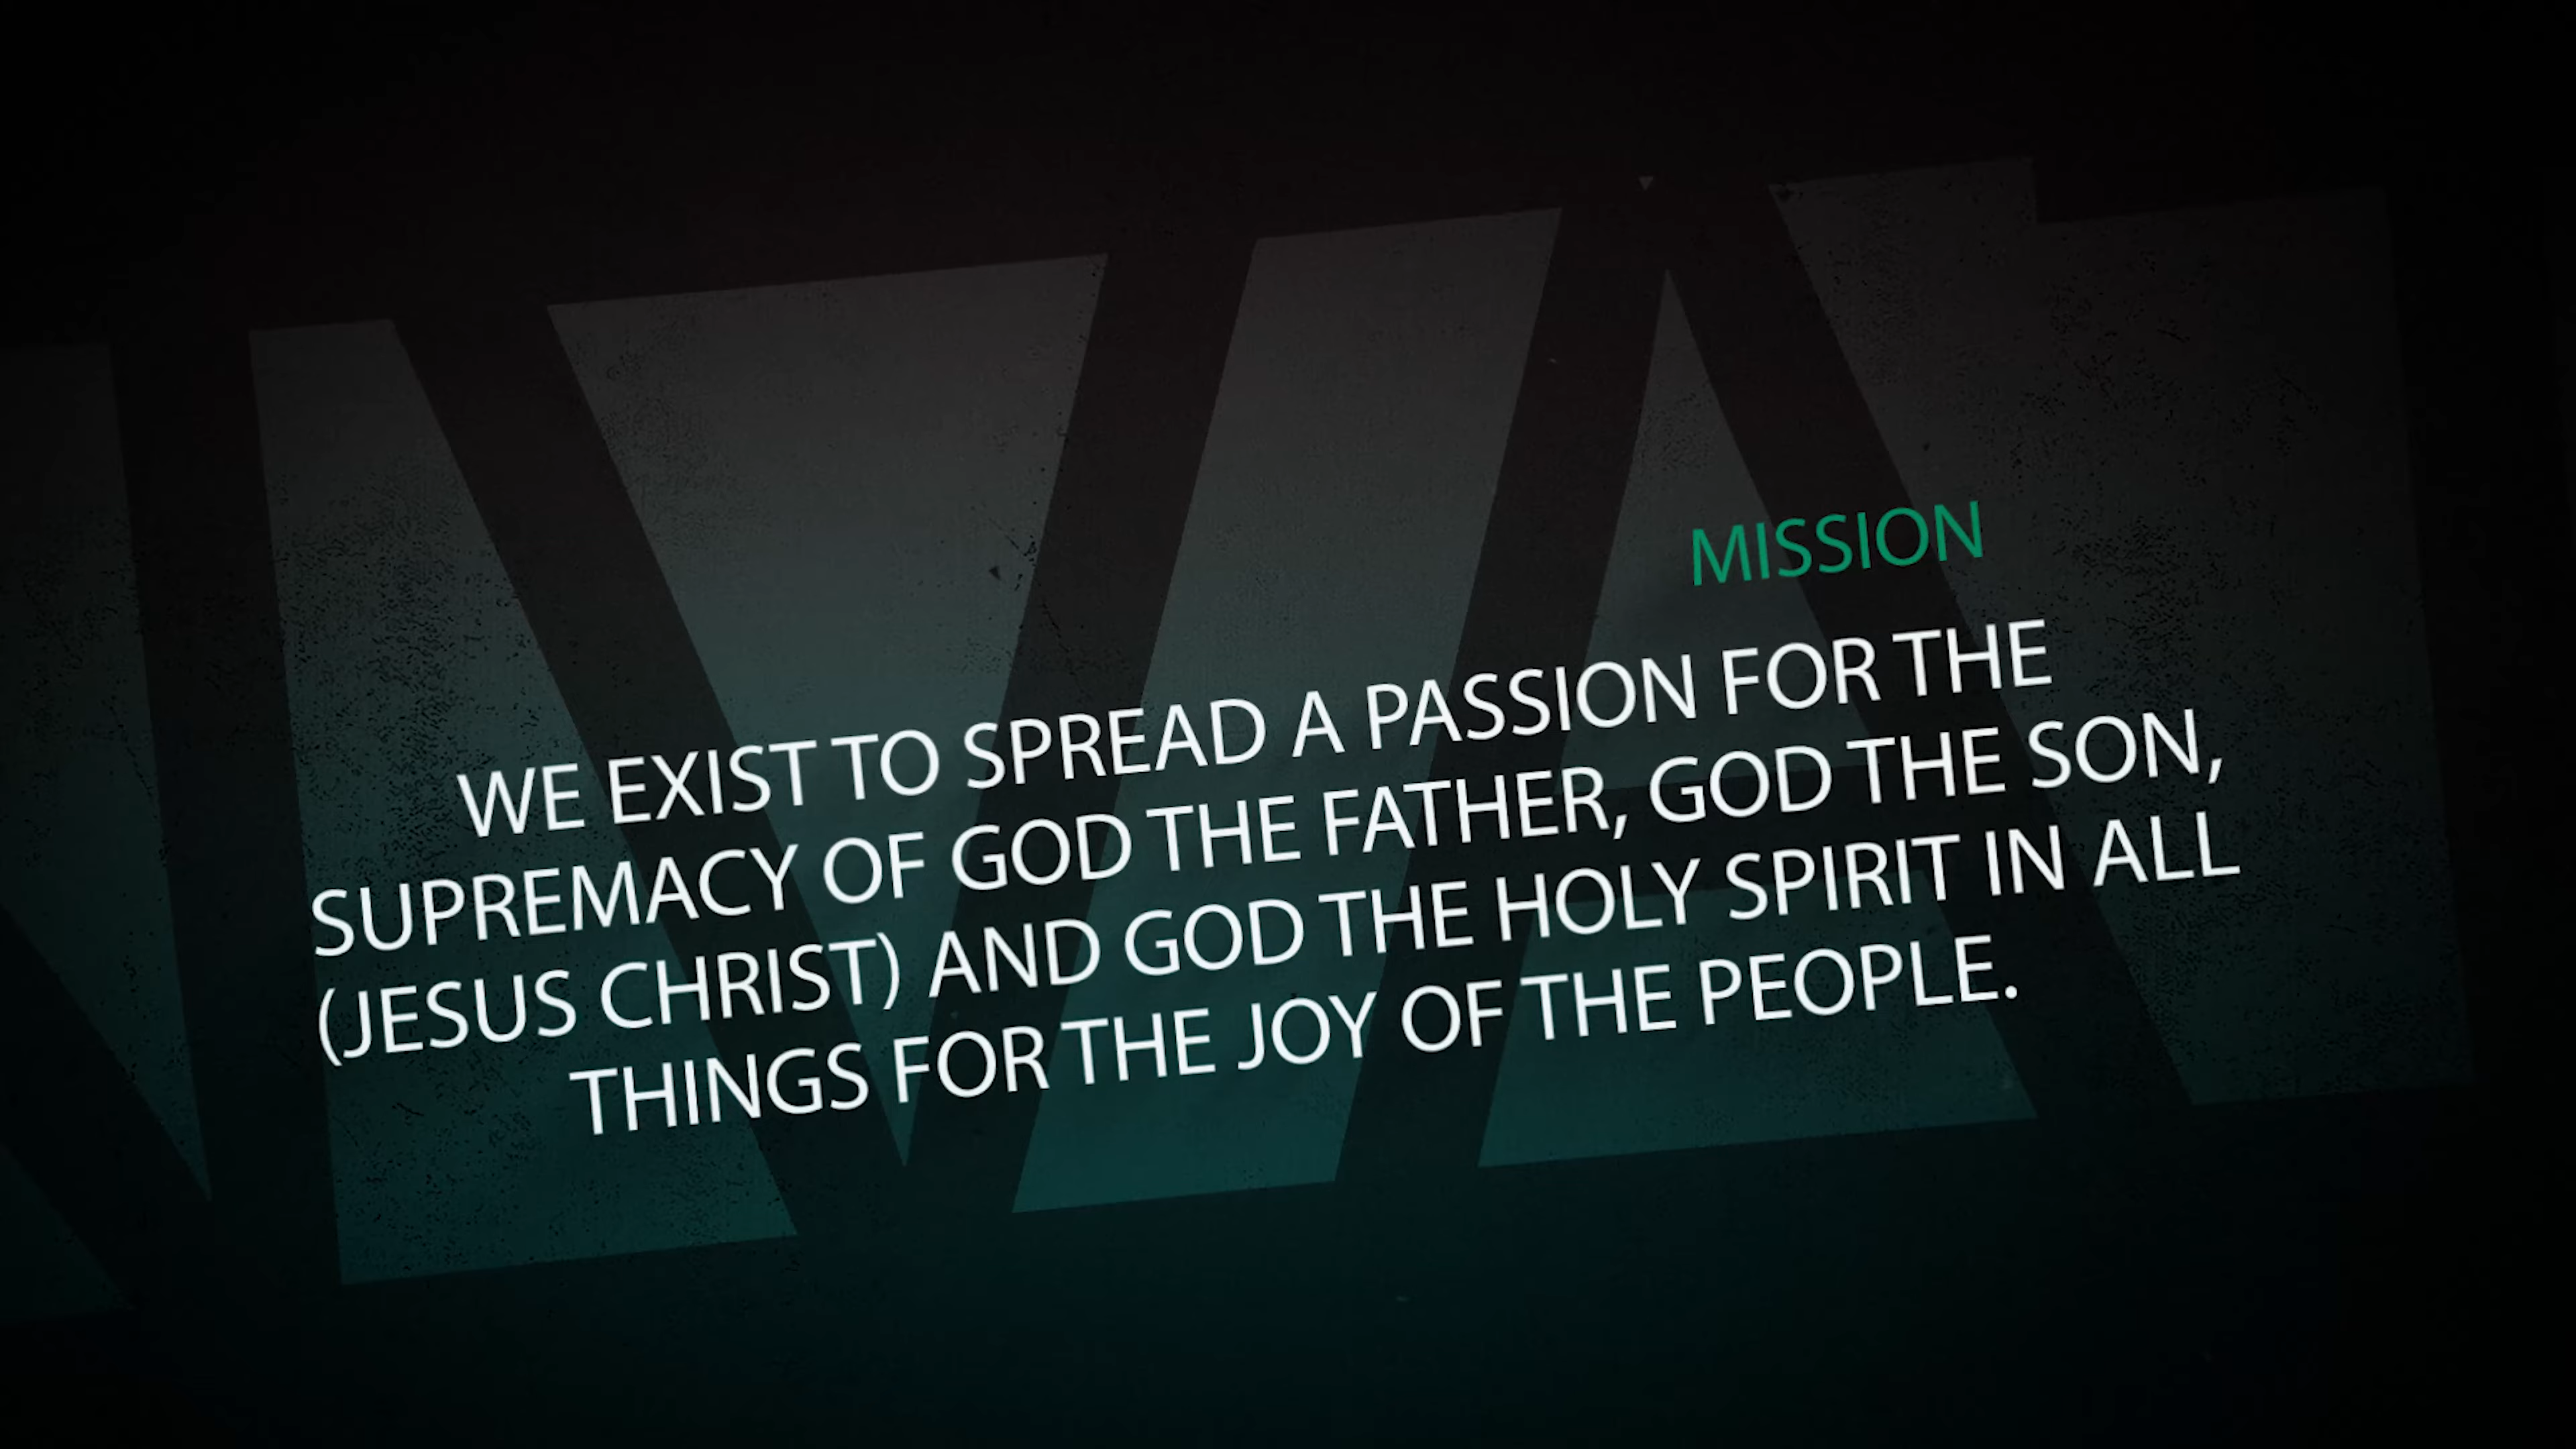 MISSION
WE EXIST TO SPREAD A PASSION FOR THE
SUPREMACY OF GOD THE FATHER, GOD THE SON,
(JESUS CHRIST) AND GOD THE HOLY SPIRIT IN ALL
THINGS FOR THE JOY OF THE PEOPLE.